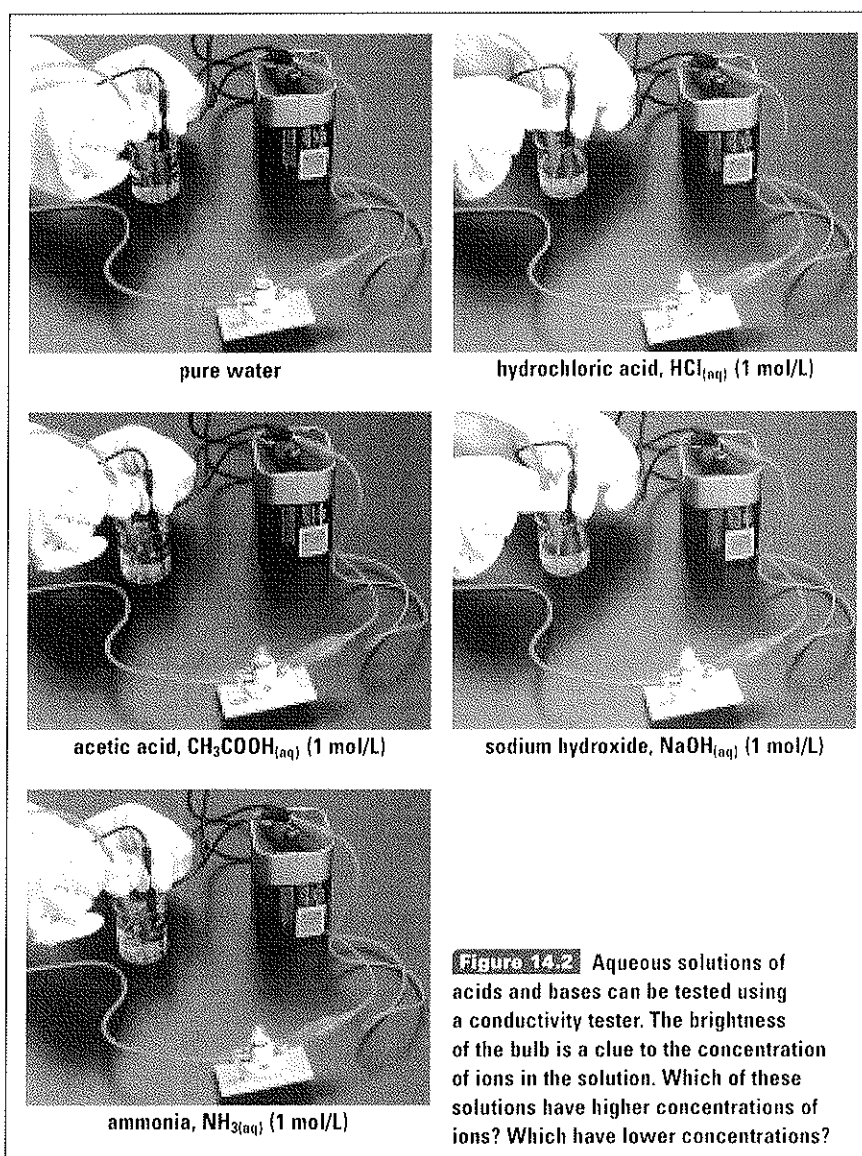 pure water
hydrochloric acid, HCl(aq) (1 mol/L)
acetic acid, CH₃COOH(aq) (1 mol/L)
sodium hydroxide, NaOH(aq) (1 mol/L)
ammonia, NH₃(aq) (1 mol/L)
Figure 14.2 Aqueous solutions of
acids and bases can be tested using
a conductivity tester. The brightness
of the bulb is a clue to the concentration
of ions in the solution. Which of these
solutions have higher concentrations of
ions? Which have lower concentrations?